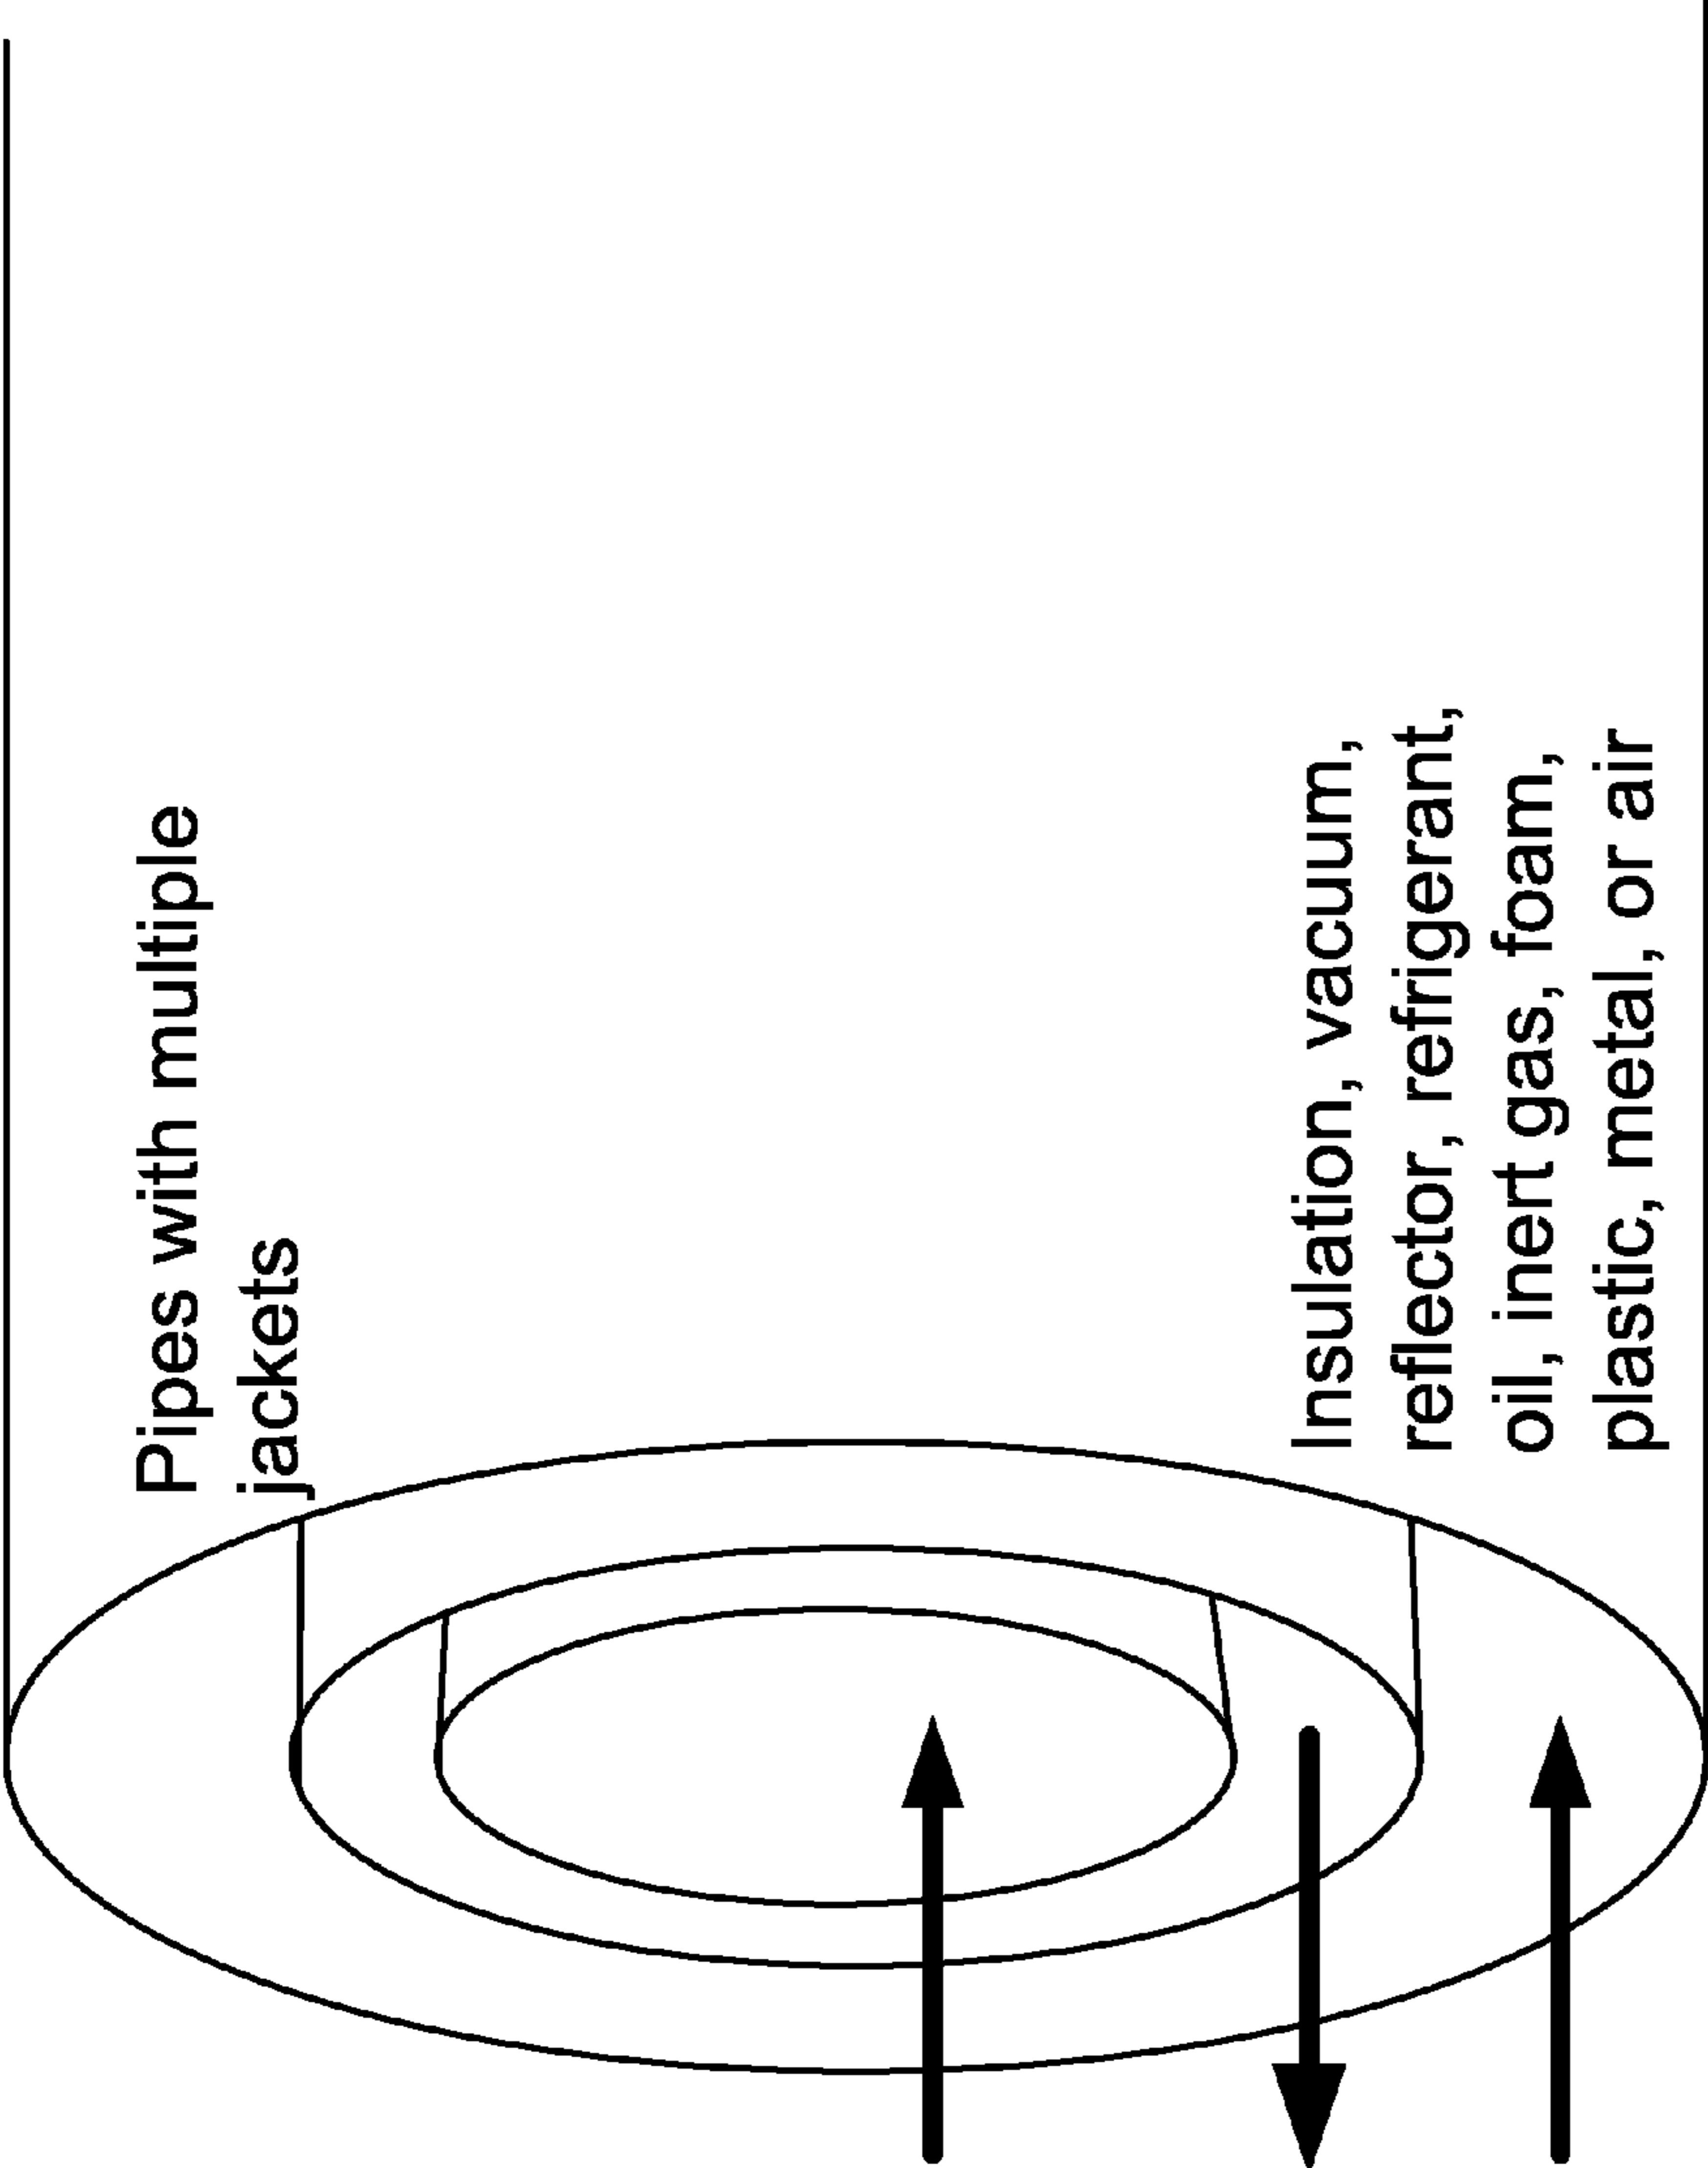 Pipes with multiple
jackets
Insulation, vacuum,
reflector, refrigerant,
oil, inert gas, foam,
plastic, metal, or air